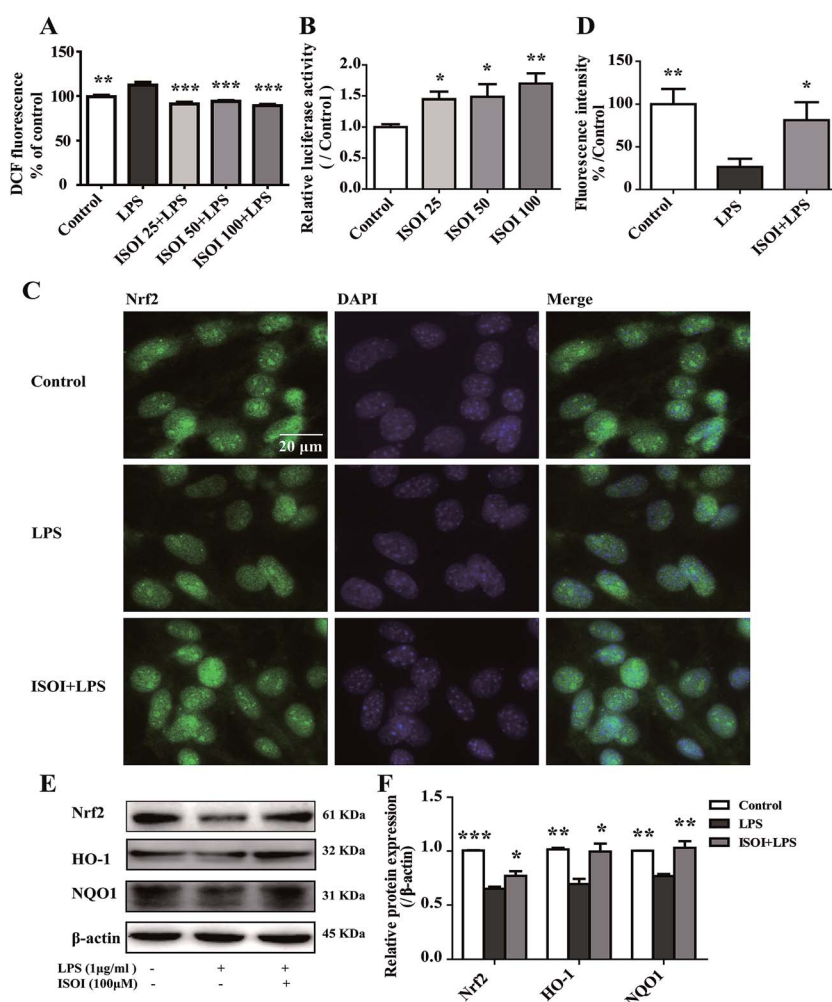 A
DCF fluorescence
% of control
150
100
50
0
** *** *** ***
Control
LPS
ISOI 25+LPS
ISOI 50+LPS
ISOI 100+LPS
B
Relative luciferase activity
( / Control )
2.0
1.5
1.0
0.5
0.0
* * **
Control
ISOI 25
ISOI 50
ISOI 100
D
Fluorescence intensity
% /Control
150
100
50
0
** *
Control
LPS
ISOI+LPS
C
Nrf2 DAPI Merge
Control
20 µm
LPS
ISOI+LPS
E
Nrf2 61 KDa
HO-1 32 KDa
NQO1 31 KDa
β-actin 45 KDa
LPS (1µg/ml ) - + +
ISOI (100µM) - - +
F
Relative protein expression
(/β-actin)
1.5
1.0
0.5
0.0
*** * ** * ** **
Nrf2
HO-1
NQO1
Control
LPS
ISOI+LPS